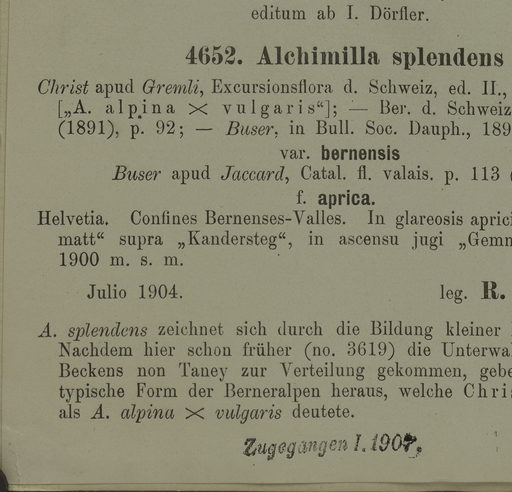 editum ab I. Dörfler.
4652. Alchimilla splendens
Christ apud Gremli, Excursionsflora d. Schweiz, ed. II.,
[„A. alpina × vulgaris“]; — Ber. d. Schweiz
(1891), p. 92; — Buser, in Bull. Soc. Dauph., 189
var. bernensis
Buser apud Jaccard, Catal. fl. valais. p. 113
f. aprica.
Helvetia. Confines Bernenses-Valles. In glareosis aprici
matt“ supra „Kandersteg“, in ascensu jugi „Gemm
1900 m. s. m.
Julio 1904.
leg. R.
A. splendens zeichnet sich durch die Bildung kleiner
Nachdem hier schon früher (no. 3619) die Unterwa
Beckens non Taney zur Verteilung gekommen, gebe
typische Form der Berneralpen heraus, welche Chri
als A. alpina × vulgaris deutete.
Zugegangen I. 1907.